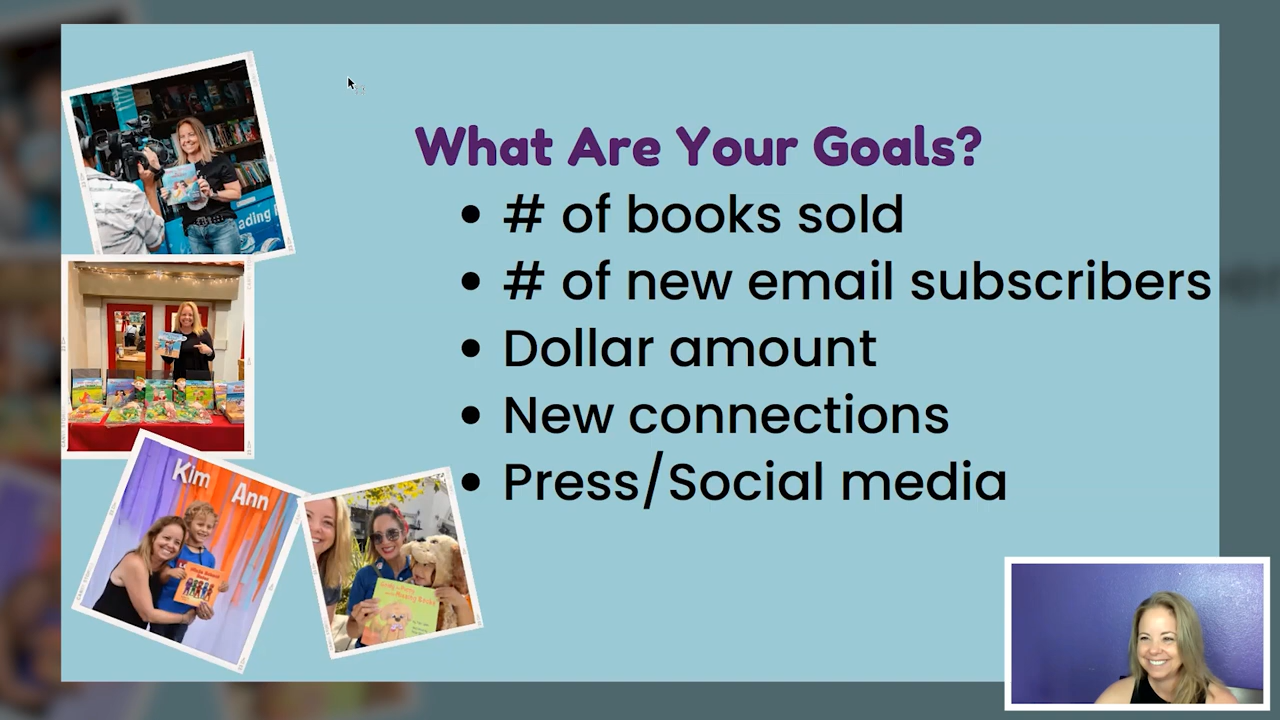 What Are Your Goals?
# of books sold
# of new email subscribers
Dollar amount
New connections
Press/Social media
Kim
Ann